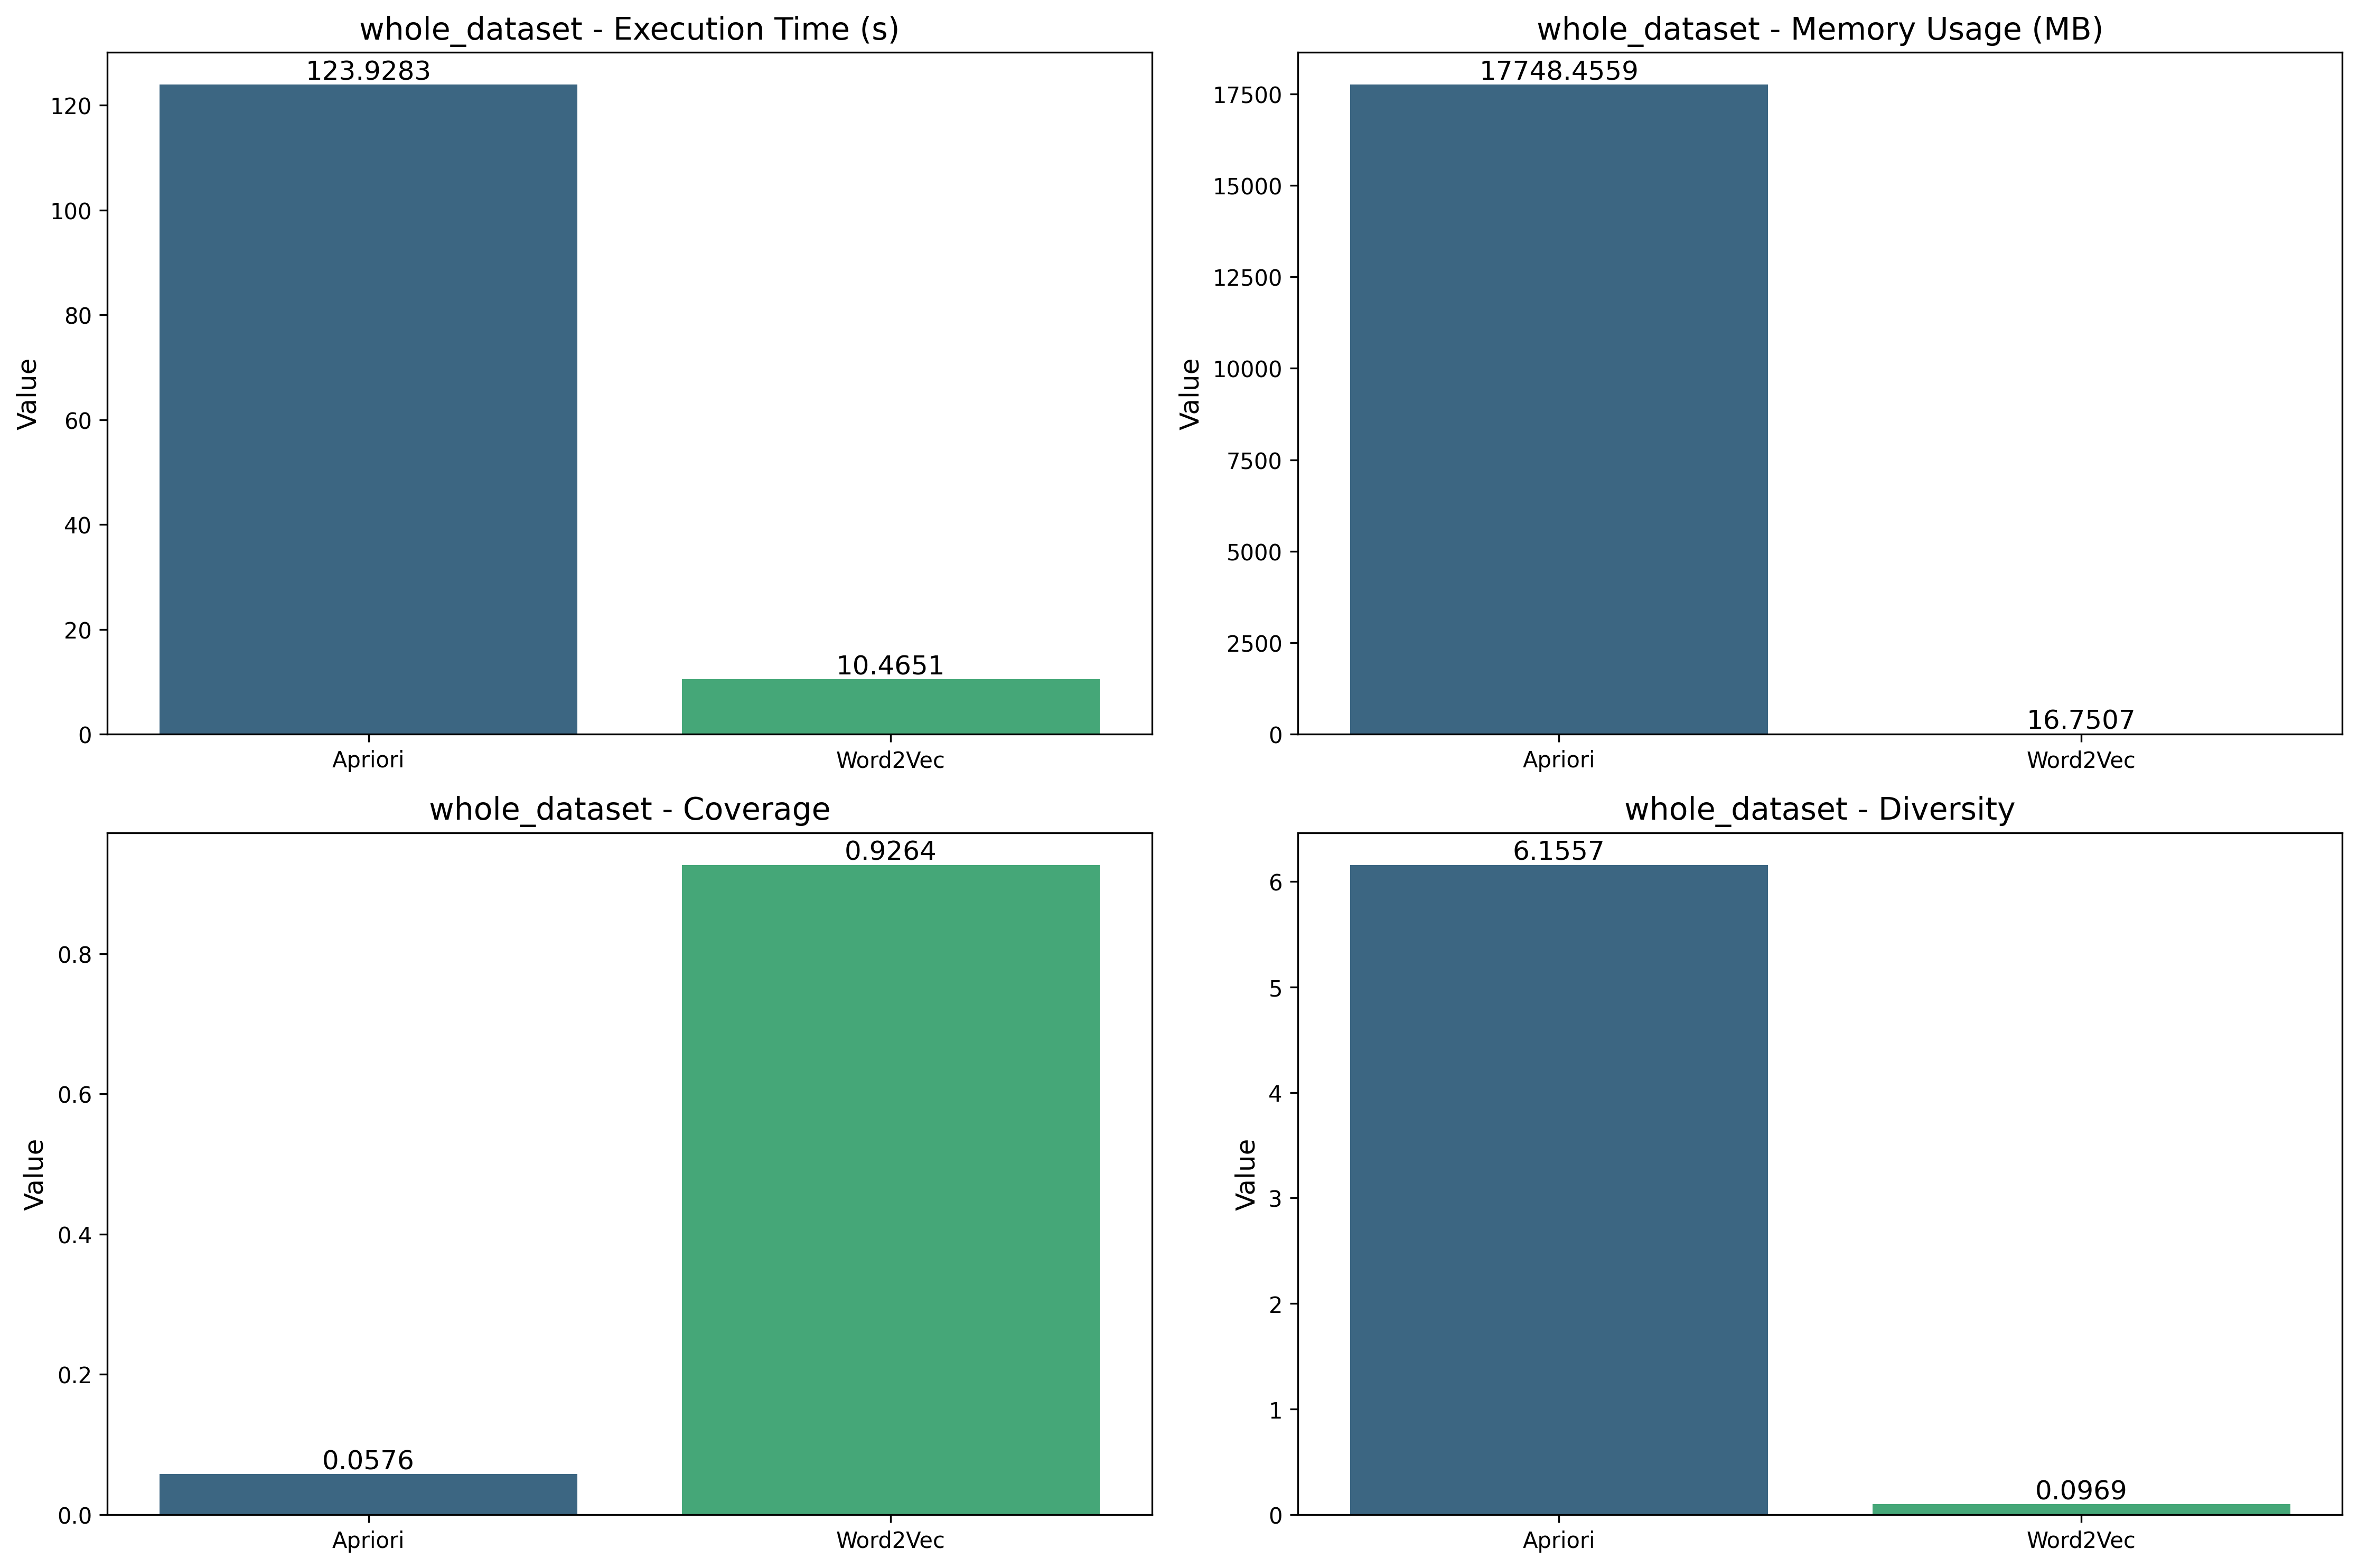 whole_dataset - Execution Time (s)
Value
120
100
80
60
40
20
0
123.9283
10.4651
Apriori
Word2Vec
whole_dataset - Memory Usage (MB)
Value
17500
15000
12500
10000
7500
5000
2500
0
17748.4559
16.7507
Apriori
Word2Vec
whole_dataset - Coverage
Value
0.8
0.6
0.4
0.2
0.0
0.0576
0.9264
Apriori
Word2Vec
whole_dataset - Diversity
Value
6
5
4
3
2
1
0
6.1557
0.0969
Apriori
Word2Vec